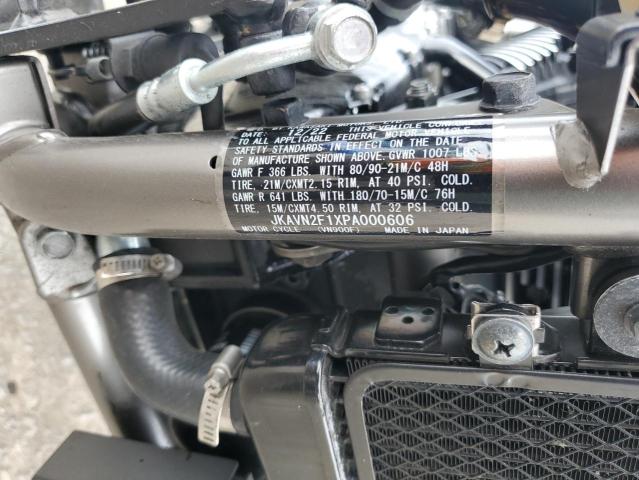 DATE: 12/22 THIS VEHICLE CONFORMS
TO ALL APPLICABLE FEDERAL MOTOR VEHICLE
SAFETY STANDARDS IN EFFECT ON THE DATE
OF MANUFACTURE SHOWN ABOVE. GVWR 1007
GAWR F 366 LBS. WITH 80/90-21M/C 48H
TIRE, 21M/CXMT2.15 RIM, AT 40 PSI. COLD.
GAWR R 641 LBS. WITH 180/70-15M/C 76H
TIRE, 15M/CXMT4.50 RIM, AT 32 PSI. COLD.
JKAVN2F1XPA000606
MOTOR CYCLE (VN900F) MADE IN JAPAN